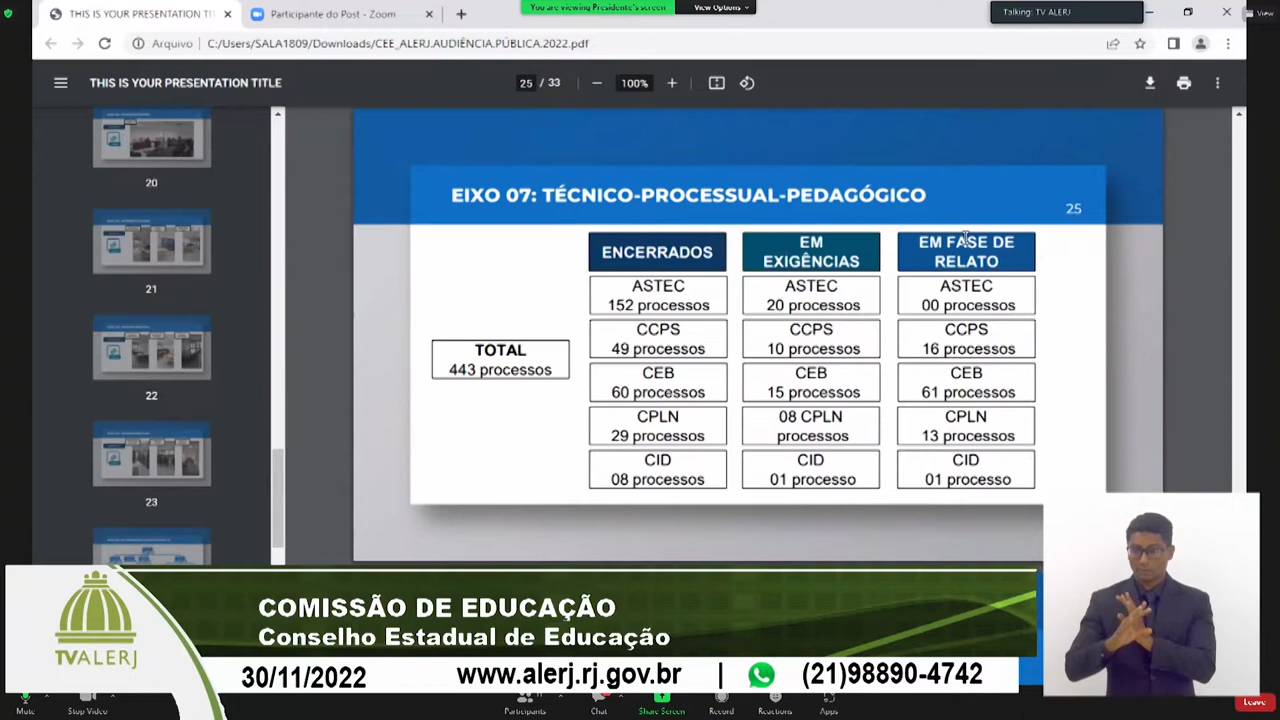 THIS IS YOUR PRESENTATION TIT
Participante do Post - Zoom
You are viewing Presidente's screen
View Options
Talking: TV ALERJ
View
Arquivo
C:/Users/SALA1809/Downloads/CEE_ALERJ.AUDIÊNCIA.PÚBLICA.2022.pdf
THIS IS YOUR PRESENTATION TITLE
25 / 33
100%
20
21
22
23
EIXO 07: TÉCNICO-PROCESSUAL-PEDAGÓGICO
25
TOTAL
443 processos
ENCERRADOS
ASTEC
152 processos
CCPS
49 processos
CEB
60 processos
CPLN
29 processos
CID
08 processos
EM
EXIGÊNCIAS
ASTEC
20 processos
CCPS
10 processos
CEB
15 processos
08 CPLN
processos
CID
01 processo
EM FASE DE
RELATO
ASTEC
00 processos
CCPS
16 processos
CEB
61 processos
CPLN
13 processos
CID
01 processo
TVALERJ
COMISSÃO DE EDUCAÇÃO
Conselho Estadual de Educação
30/11/2022
www.alerj.rj.gov.br
|
(21)98890-4742
Mute
Stop Video
Participants
Chat
Share Screen
Record
Reactions
Apps
Leave